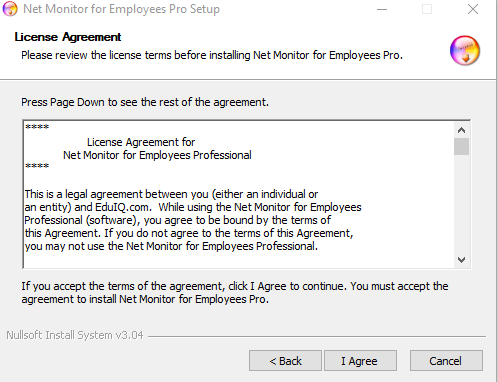 Net Monitor for Employees Pro Setup
License Agreement
Please review the license terms before installing Net Monitor for Employees Pro.
Press Page Down to see the rest of the agreement.
****
License Agreement for
Net Monitor for Employees Professional
****
This is a legal agreement between you (either an individual or
an entity) and EduIQ.com.  While using the Net Monitor for Employees
Professional (software), you agree to be bound by the terms of
this Agreement. If you do not agree to the terms of this Agreement,
you may not use the Net Monitor for Employees Professional.
If you accept the terms of the agreement, click I Agree to continue. You must accept the
agreement to install Net Monitor for Employees Pro.
Nullsoft Install System v3.04
< Back
I Agree
Cancel